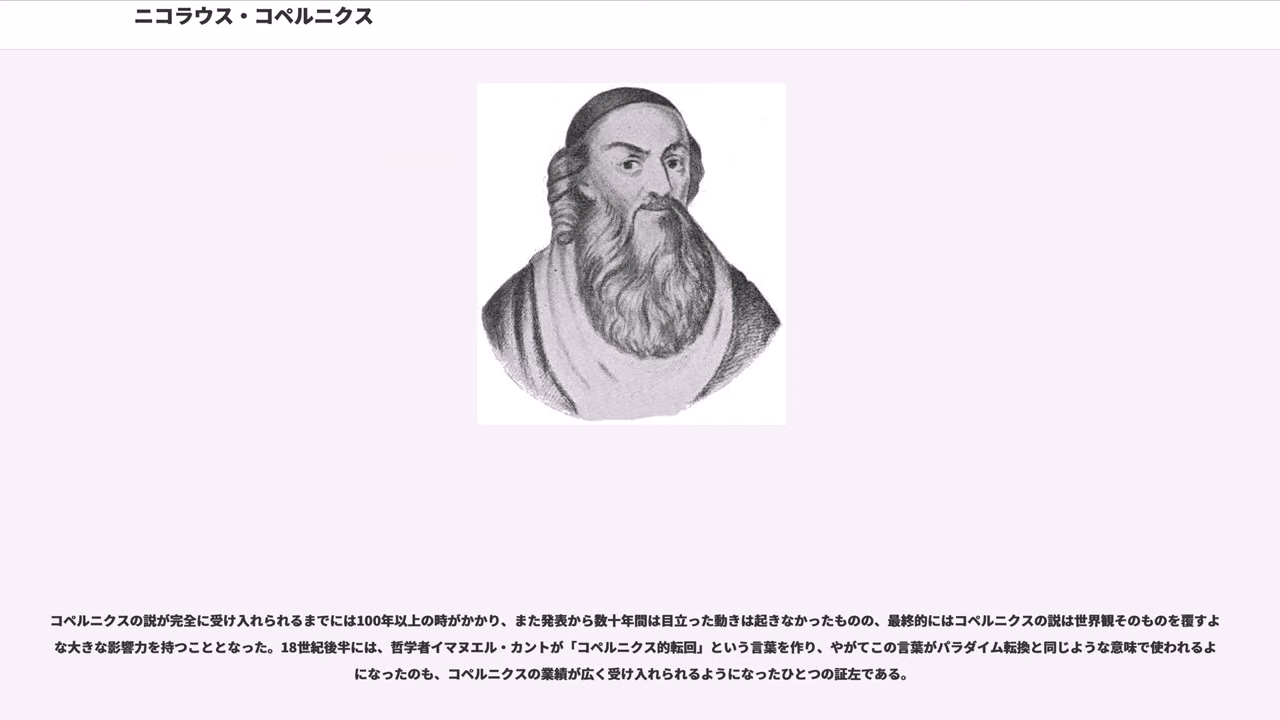 ニコラウス・コペルニクス
コペルニクスの説が完全に受け入れられるまでには100年以上の時がかかり、また発表から数十年間は目立った動きは起きなかったものの、最終的にはコペルニクスの説は世界観そのものを覆すよ
な大きな影響力を持つこととなった。18世紀後半には、哲学者イマヌエル・カントが「コペルニクス的転回」という言葉を作り、やがてこの言葉がパラダイム転換と同じような意味で使われるよ
になったのも、コペルニクスの業績が広く受け入れられるようになったひとつの証左である。